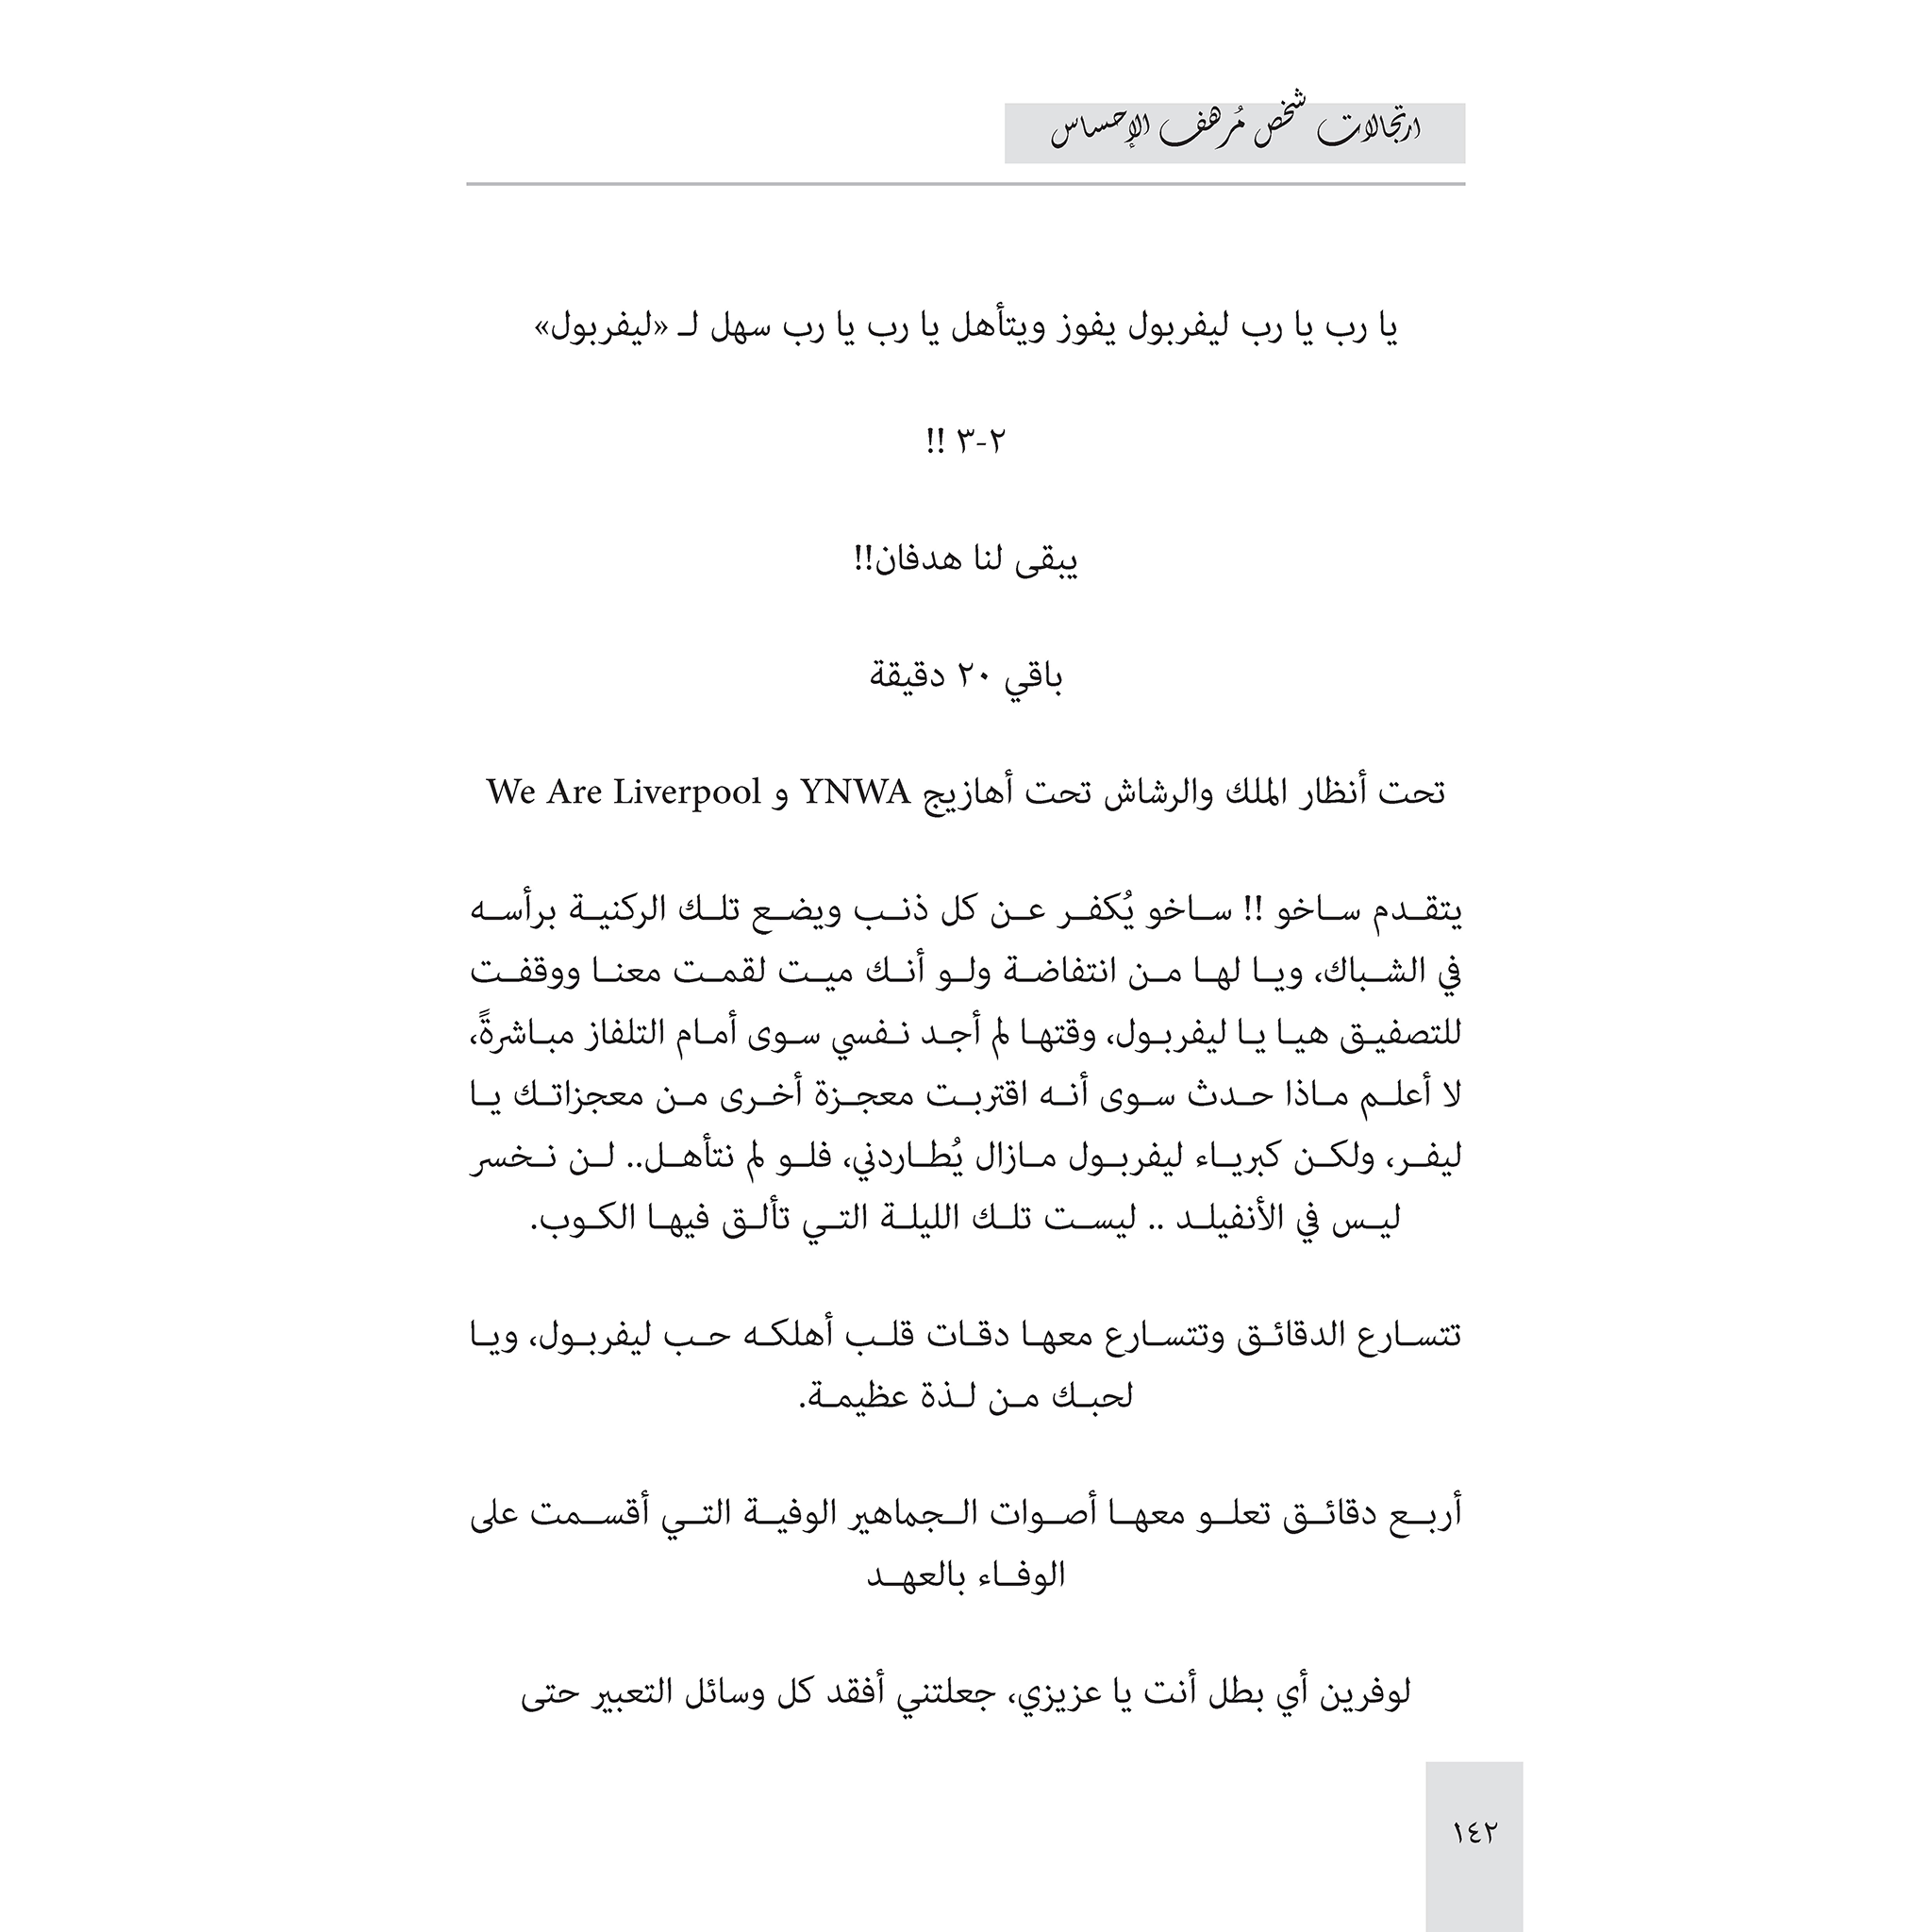 ارتجالات شخص مُرهف الإحساس
يا رب يا رب ليفربول يفوز ويتأهل يا رب يا رب سهل لـ «ليفربول»
٢-٣ !!
يبقى لنا هدفان!!
باقي ٢٠ دقيقة
تحت أنظار الملك والرشاش تحت أهازيج YNWA و We Are Liverpool
يتقدم ساخو !! ساخو يُكفر عن كل ذنب ويضع تلك الركنية برأسه
في الشباك، ويا لها من انتفاضة ولو أنك ميت لقمت معنا ووقفت
للتصفيق هيا يا ليفربول، وقتها لم أجد نفسي سوى أمام التلفاز مباشرةً،
لا أعلم ماذا حدث سوى أنه اقتربت معجزة أخرى من معجزاتك يا
ليفر، ولكن كبرياء ليفربول مازال يُطاردني، فلو لم نتأهل.. لن نخسر
ليس في الأنفيلد .. ليست تلك الليلة التي تألق فيها الكوب.
تتسارع الدقائق وتتسارع معها دقات قلب أهلكه حب ليفربول، ويا
لحبك من لذة عظيمة.
أربع دقائق تعلو معها أصوات الجماهير الوفية التي أقسمت على
الوفاء بالعهد
لوفرين أي بطل أنت يا عزيزي، جعلتني أفقد كل وسائل التعبير حتى
١٤٢